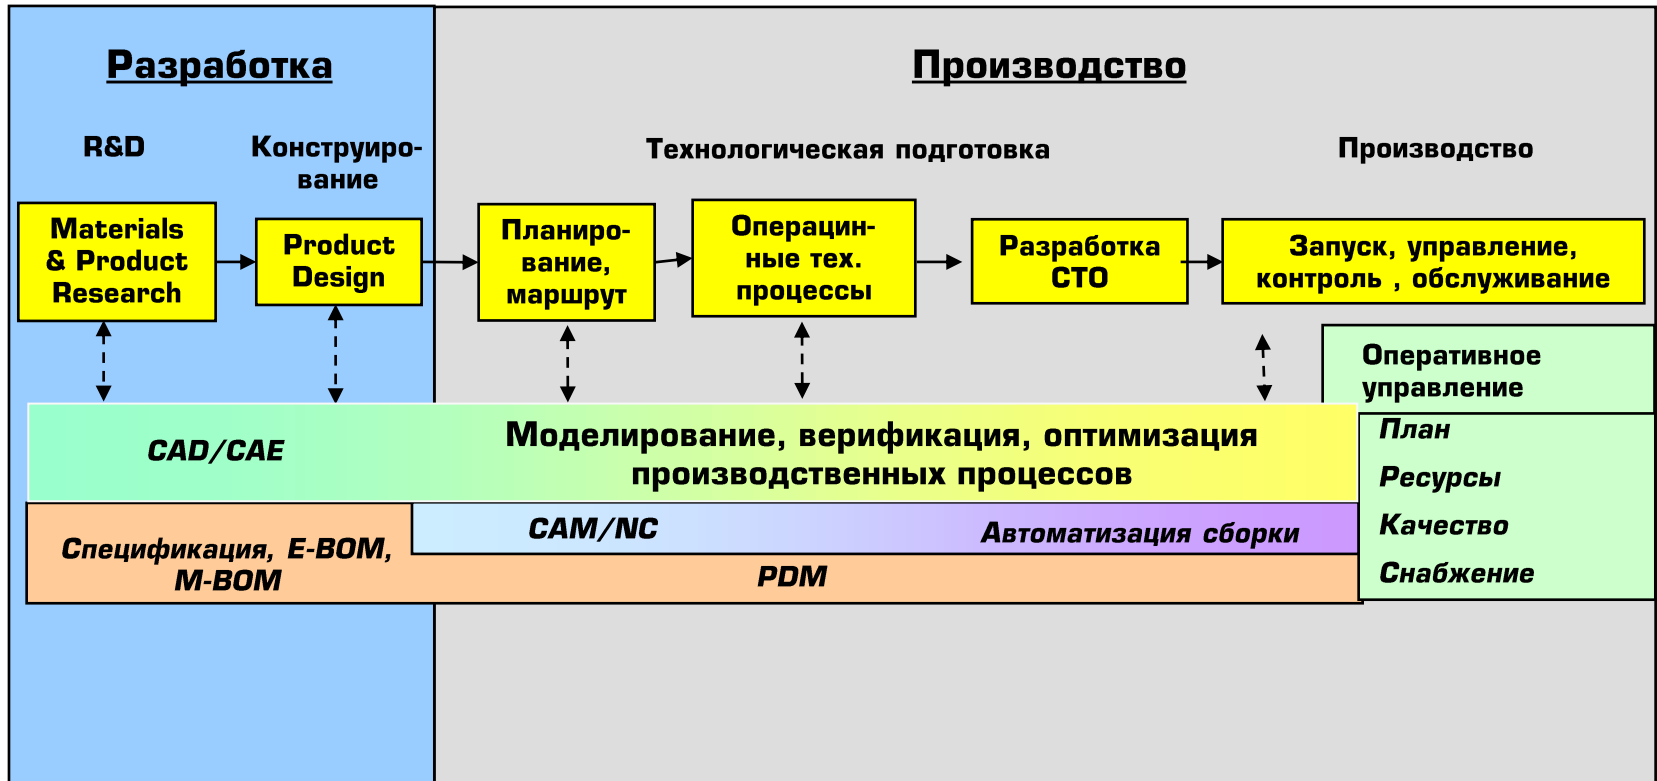 Разработка
Производство
R&D
Конструиро-
вание
Технологическая подготовка
Производство
Materials
& Product
Research
Product
Design
Планиро-
вание,
маршрут
Операцин-
ные тех.
процессы
Разработка
СТО
Запуск, управление,
контроль , обслуживание
Оперативное
управление
CAD/CAE
Моделирование, верификация, оптимизация
производственных процессов
План
Ресурсы
Качество
Снабжение
CAM/NC
Автоматизация сборки
Спецификация, E-BOM,
M-BOM
PDM